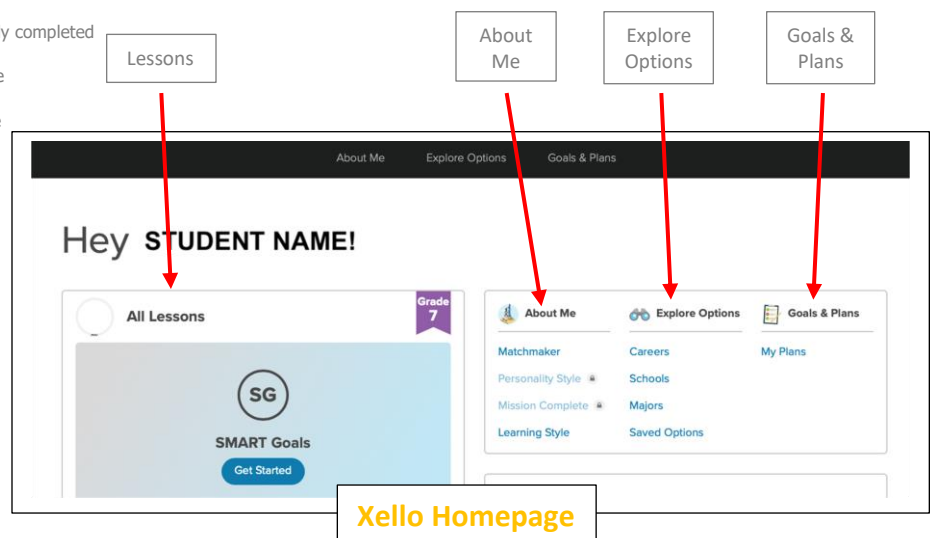 y completed
e
e
Lessons
About
Me
Explore
Options
Goals &
Plans
About Me Explore Options Goals & Plans
Hey STUDENT NAME!
All Lessons
Grade
7
SG
SMART Goals
Get Started
About Me Explore Options Goals & Plans
Matchmaker Careers My Plans
Personality Style Schools
Mission Complete Majors
Learning Style Saved Options
Xello Homepage